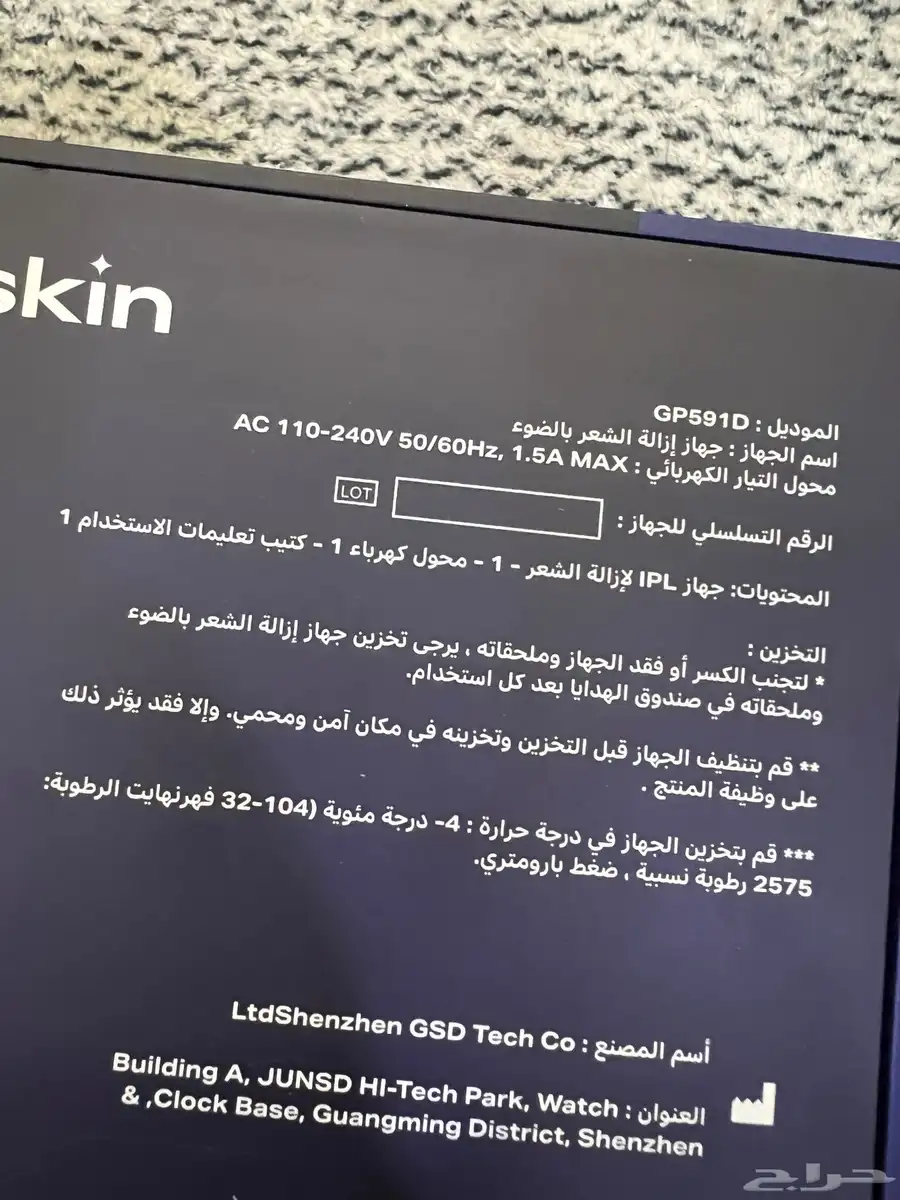 skin
الموديل : GP591D
اسم الجهاز : جهاز إزالة الشعر بالضوء
محول التيار الكهربائي : AC 110-240V 50/60Hz, 1.5A MAX
الرقم التسلسلي للجهاز :
LOT
المحتويات: جهاز IPL لإزالة الشعر - 1 - محول كهرباء 1 - كتيب تعليمات الاستخدام 1
التخزين :
* لتجنب الكسر أو فقد الجهاز وملحقاته ، يرجى تخزين جهاز إزالة الشعر بالضوء
وملحقاته في صندوق الهدايا بعد كل استخدام.
** قم بتنظيف الجهاز قبل التخزين وتخزينه في مكان آمن ومحمي. وإلا فقد يؤثر ذلك
على وظيفة المنتج .
*** قم بتخزين الجهاز في درجة حرارة : 4- درجة مئوية (104-32 فهرنهايت الرطوبة:
2575 رطوبة نسبية ، ضغط بارومتري.
أسم المصنع : LtdShenzhen GSD Tech Co
العنوان : Building A, JUNSD HI-Tech Park, Watch
& ,Clock Base, Guangming District, Shenzhen
حراج